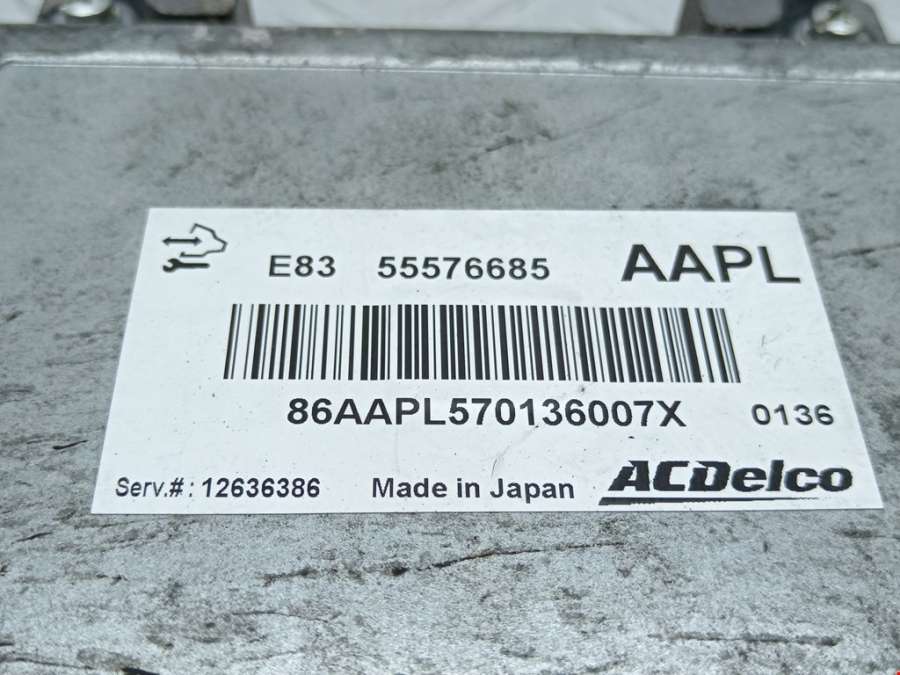 E83 55576685 AAPL
86AAPL570136007X 0136
Serv.#: 12636386 Made in Japan ACDelco